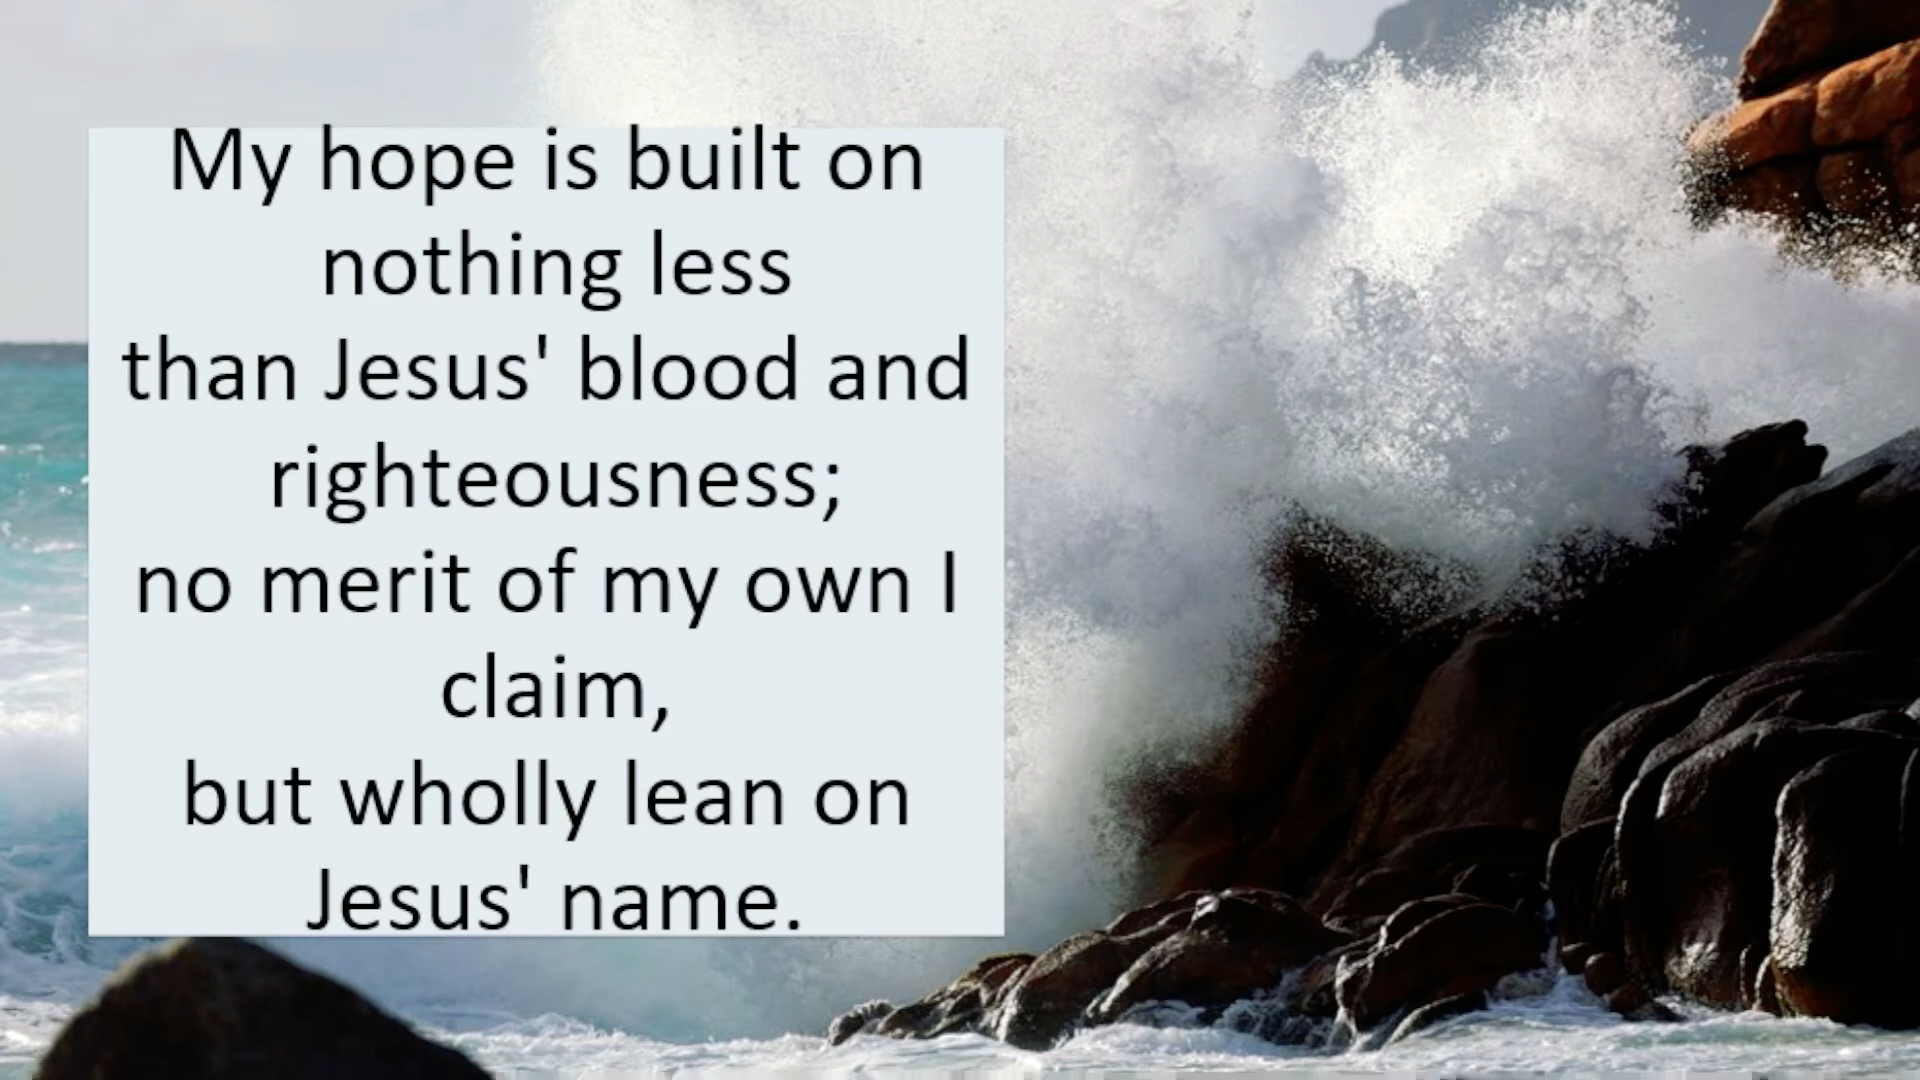 My hope is built on
nothing less
than Jesus' blood and
righteousness;
no merit of my own I
claim,
but wholly lean on
Jesus' name.